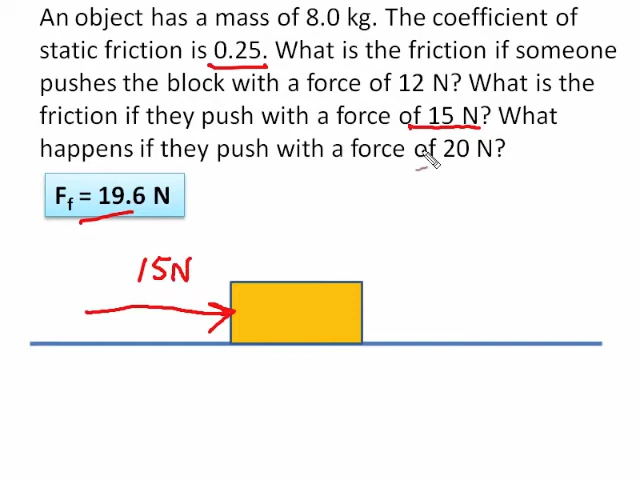 An object has a mass of 8.0 kg. The coefficient of
static friction is 0.25. What is the friction if someone
pushes the block with a force of 12 N? What is the
friction if they push with a force of 15 N? What
happens if they push with a force of 20 N?
Ff = 19.6 N
15N